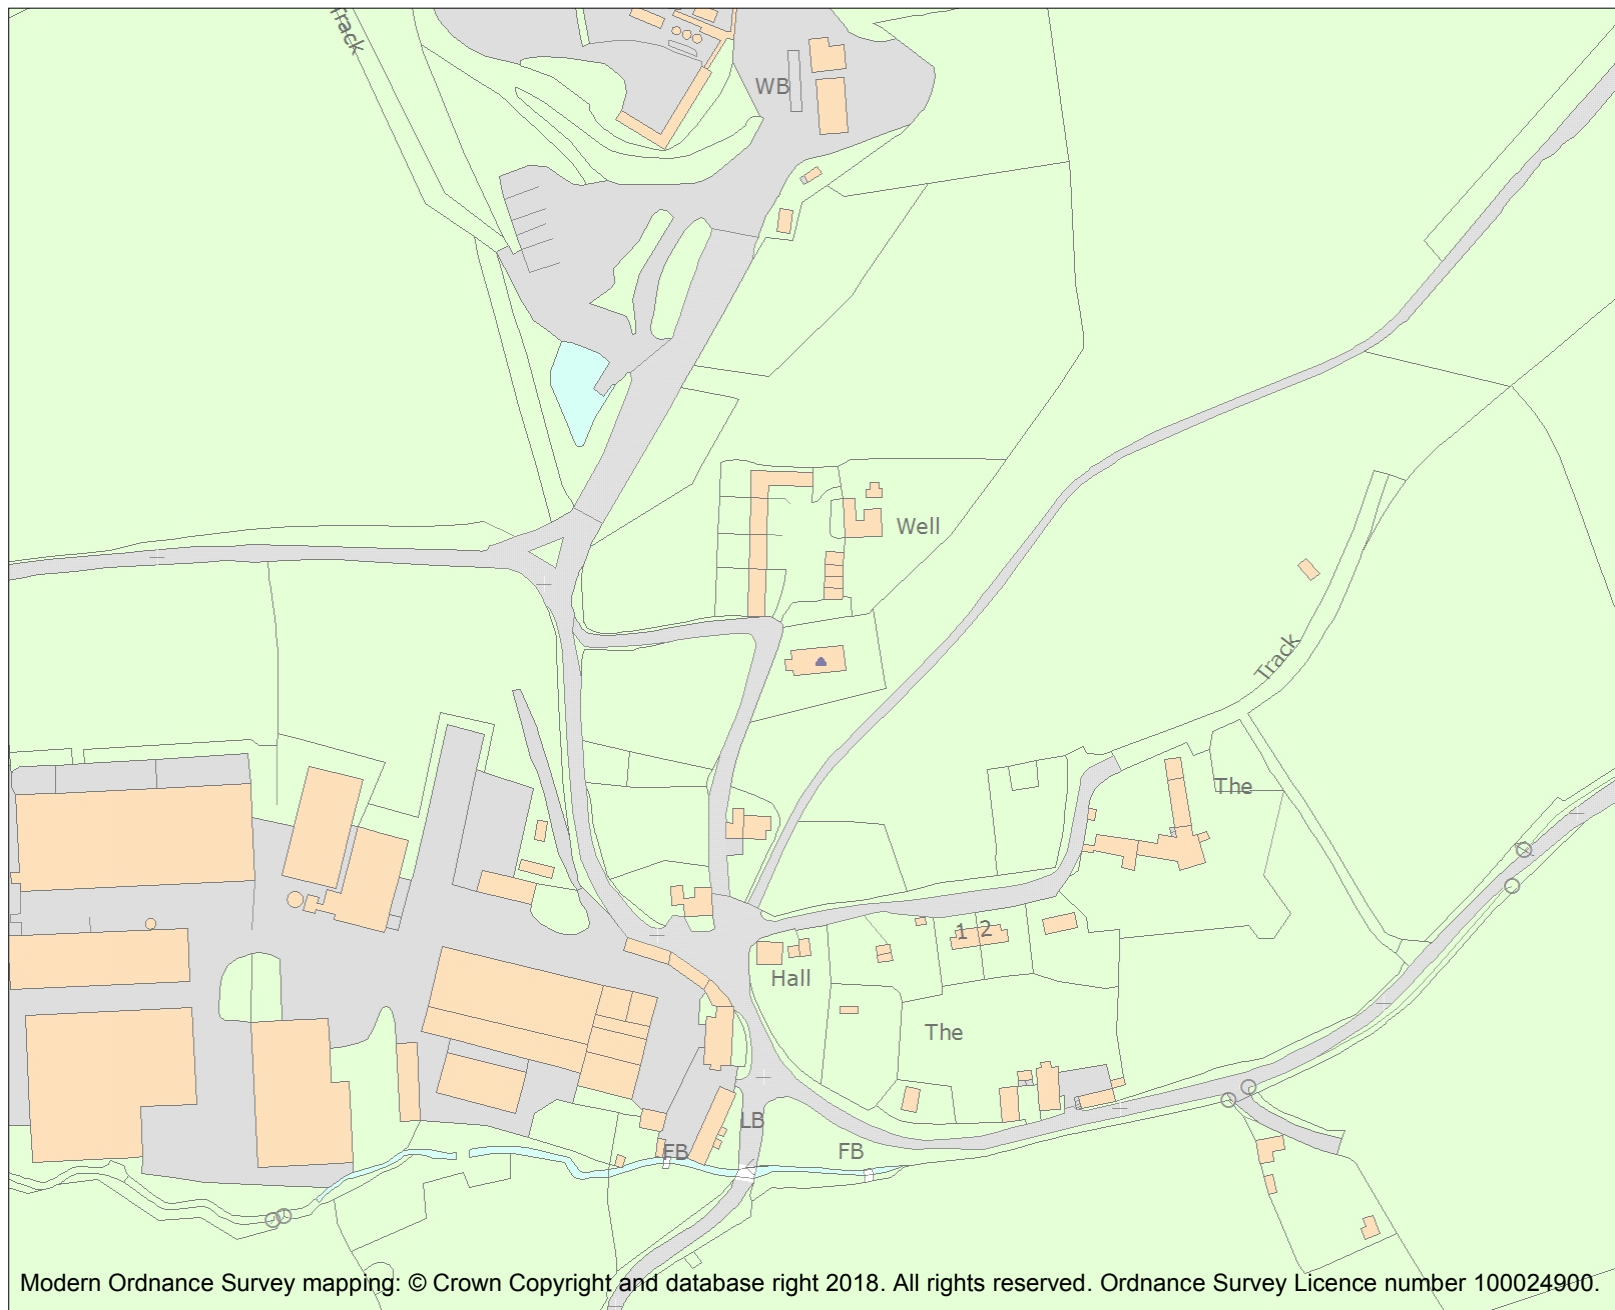 Track
WB
Well
Track
The
1 2
Hall
The
LB
FB
FB
Modern Ordnance Survey mapping: © Crown Copyright and database right 2018. All rights reserved. Ordnance Survey Licence number 100024900.